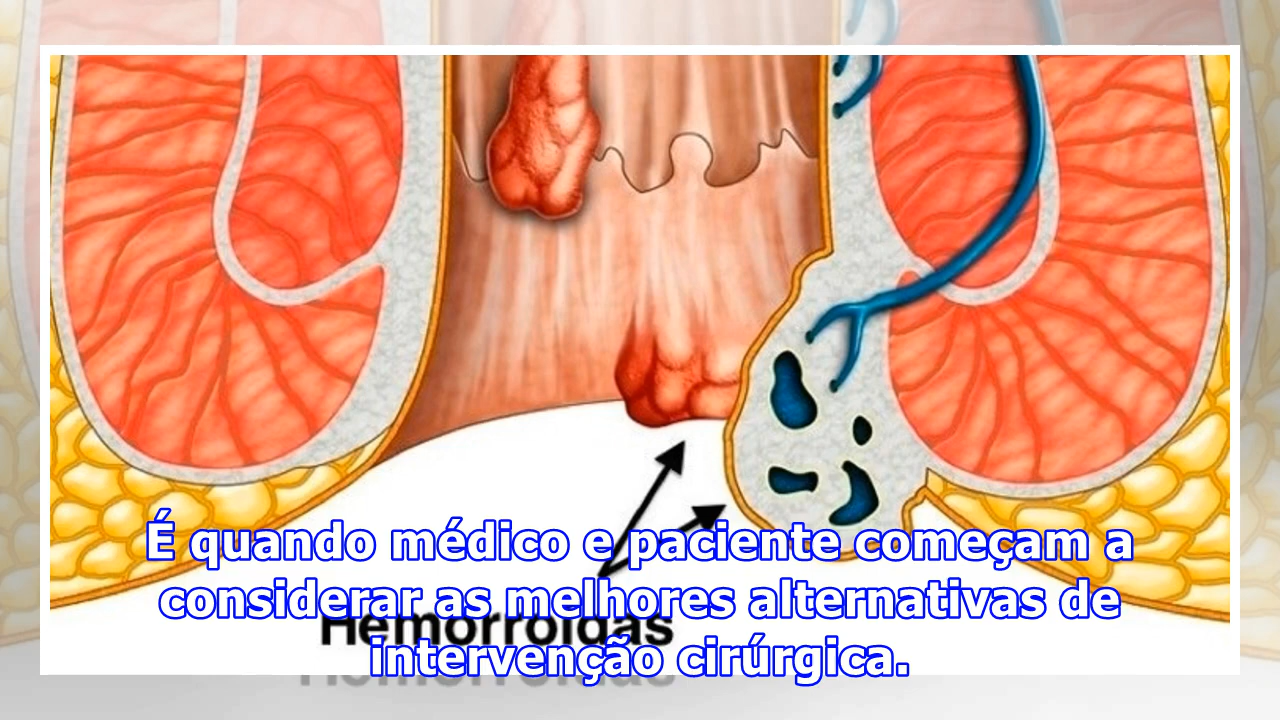 É quando médico e paciente começam a
considerar as melhores alternativas de
Hemorroidas
intervenção cirúrgica.